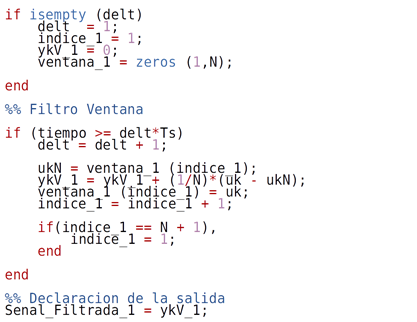 if isempty (delt)
delt  = 1;
indice_1 = 1;
ykV_1 = 0;
ventana_1 = zeros (1,N);
end
%% Filtro Ventana
if (tiempo >= delt*Ts)
delt = delt + 1;
ukN = ventana_1 (indice_1);
ykV_1 = ykV_1 + (1/N)*(uk - ukN);
ventana_1 (indice_1) = uk;
indice_1 = indice_1 + 1;
if(indice_1 == N + 1),
indice_1 = 1;
end
end
%% Declaracion de la salida
Senal_Filtrada_1 = ykV_1;